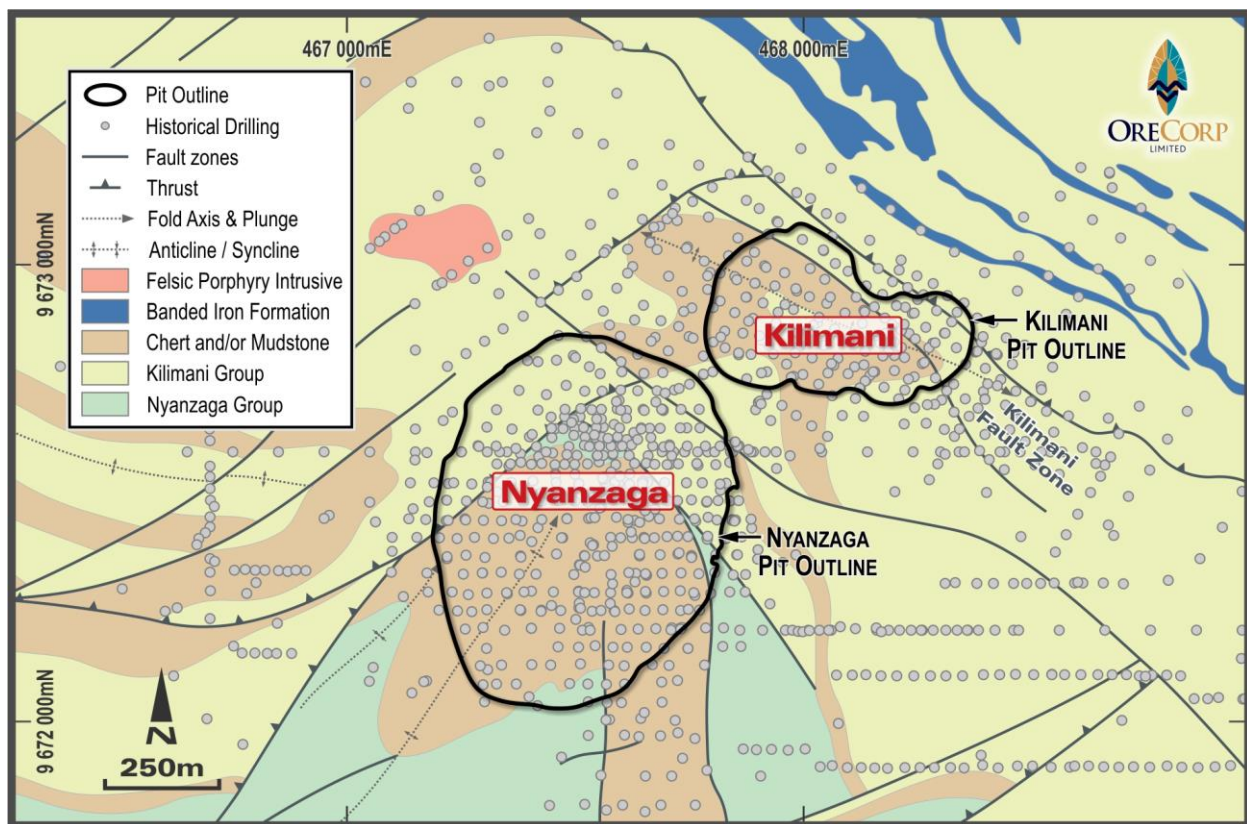 467 000mE
468 000mE
ORECORP
LIMITED
Pit Outline
Historical Drilling
Fault zones
Thrust
Fold Axis & Plunge
Anticline / Syncline
Felsic Porphyry Intrusive
Banded Iron Formation
Chert and/or Mudstone
Kilimani Group
Nyanzaga Group
9 673 000mN
Kilimani
KILIMANI
PIT OUTLINE
Kilimani
Fault Zone
Nyanzaga
NYANZAGA
PIT OUTLINE
9 672 000mN
N
250m